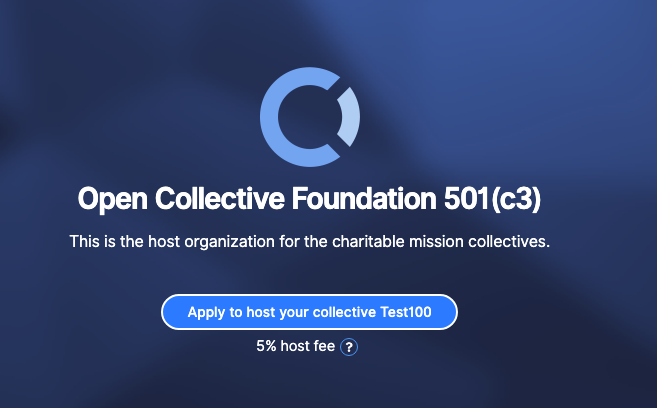 Open Collective Foundation 501(c3)
This is the host organization for the charitable mission collectives.
Apply to host your collective Test100
5% host fee ?